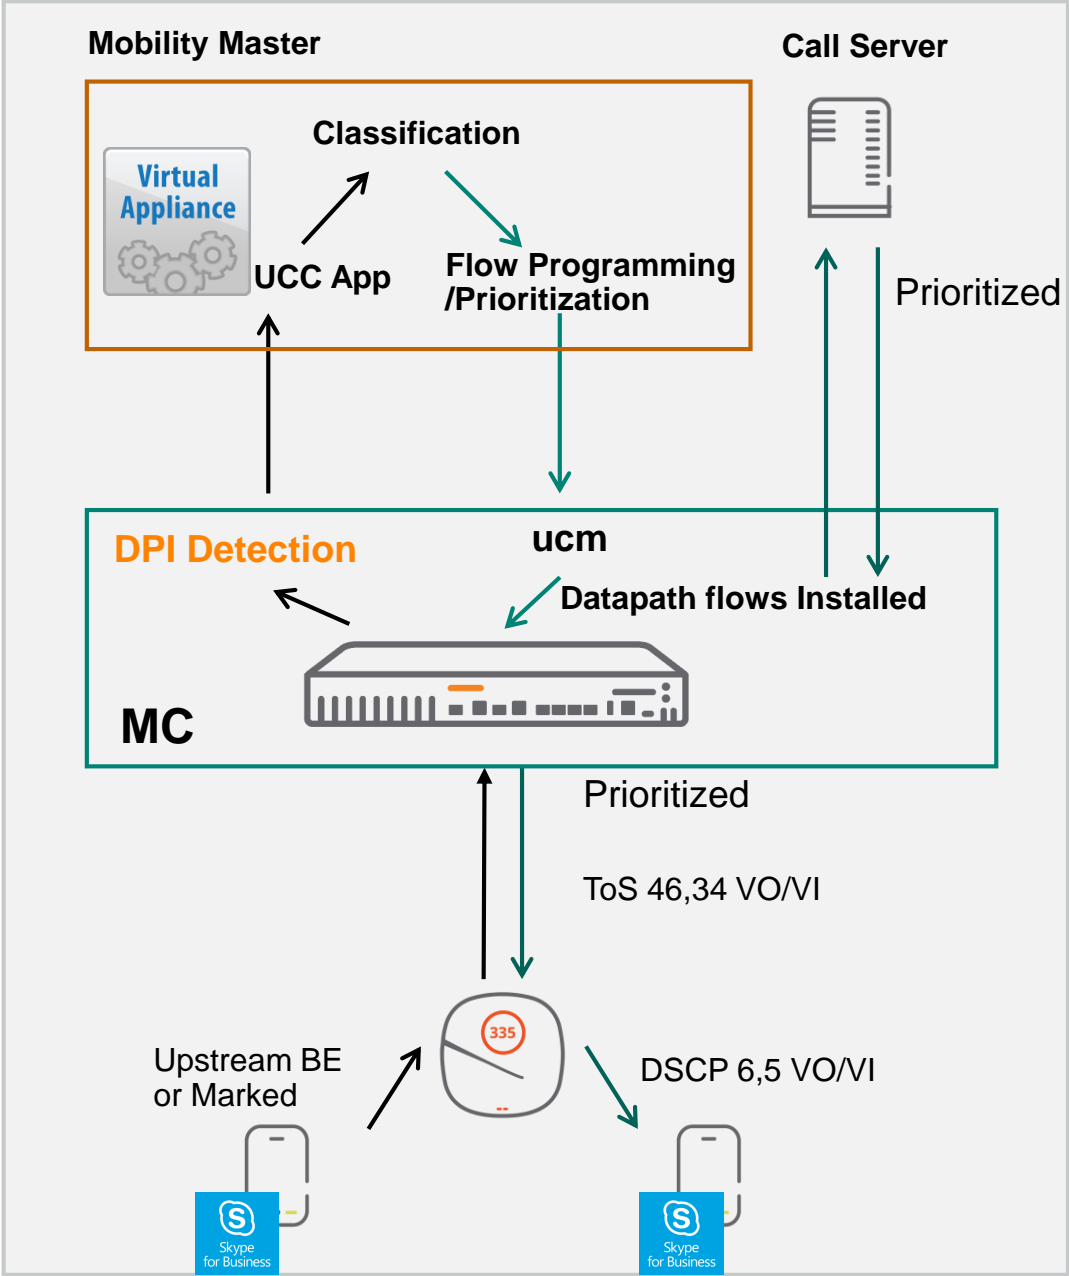 Mobility Master
Call Server
Classification
Virtual
Appliance
UCC App
Flow Programming
/Prioritization
Prioritized
DPI Detection
ucm
Datapath flows Installed
MC
Prioritized
ToS 46,34 VO/VI
335
Upstream BE
or Marked
DSCP 6,5 VO/VI
S
Skype
for Business
S
Skype
for Business